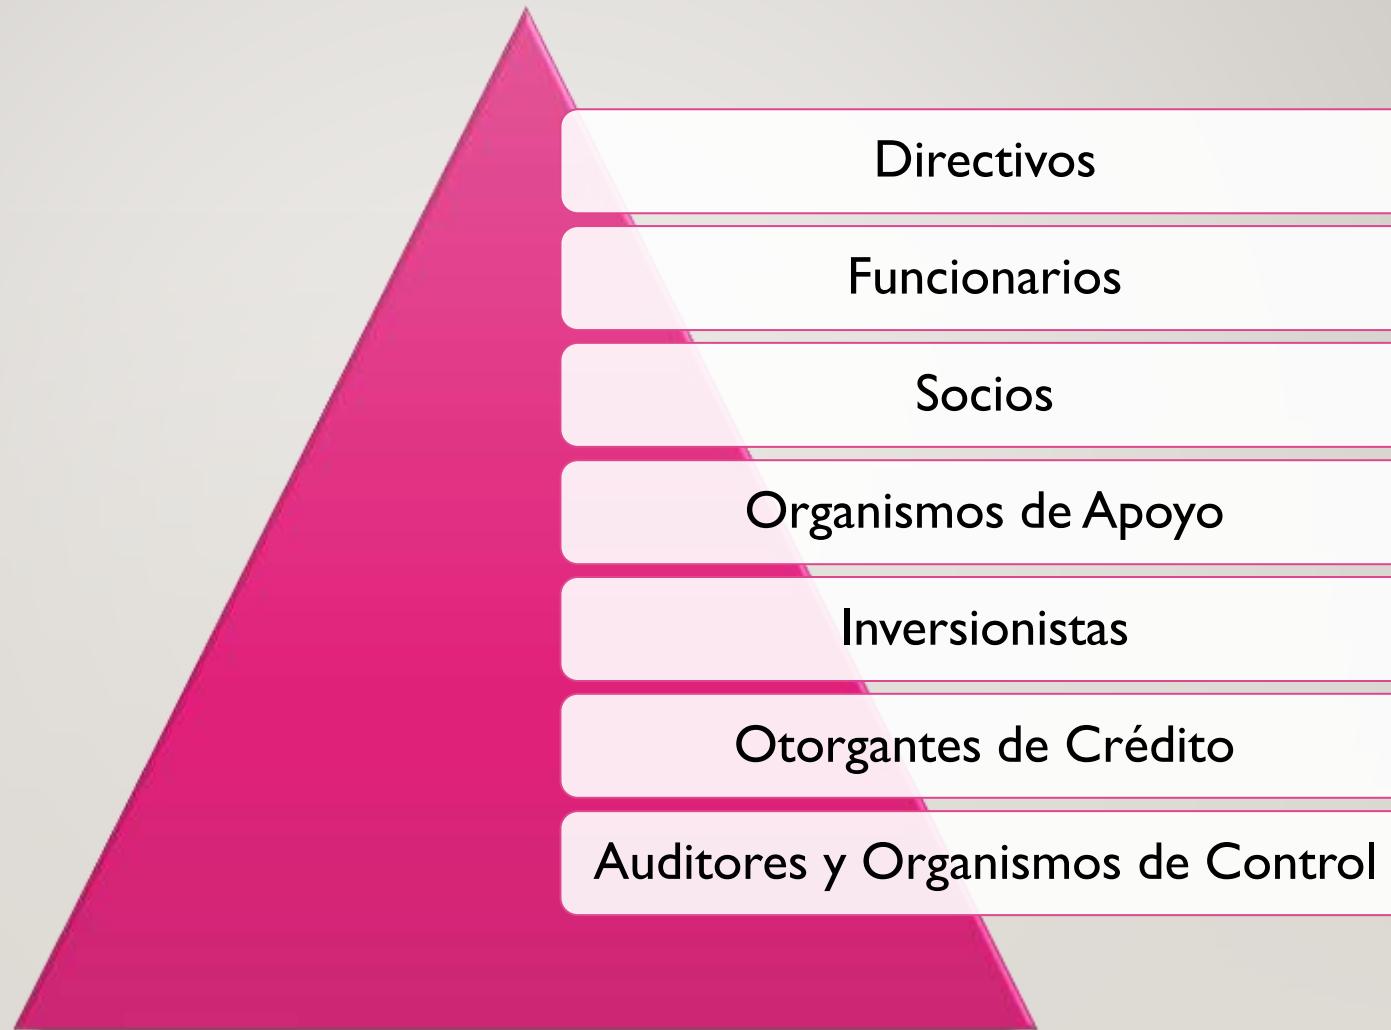 Directivos
Funcionarios
Socios
Organismos de Apoyo
Inversionistas
Otorgantes de Crédito
Auditores y Organismos de Control